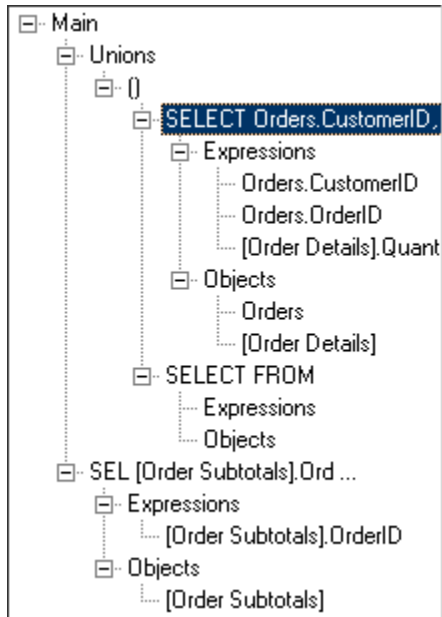 Main
Unions
()
SELECT Orders.CustomerID,
Expressions
Orders.CustomerID
Orders.OrderID
[Order Details].Quant
Objects
Orders
[Order Details]
SELECT FROM
Expressions
Objects
SEL [Order Subtotals].Ord ...
Expressions
[Order Subtotals].OrderID
Objects
[Order Subtotals]